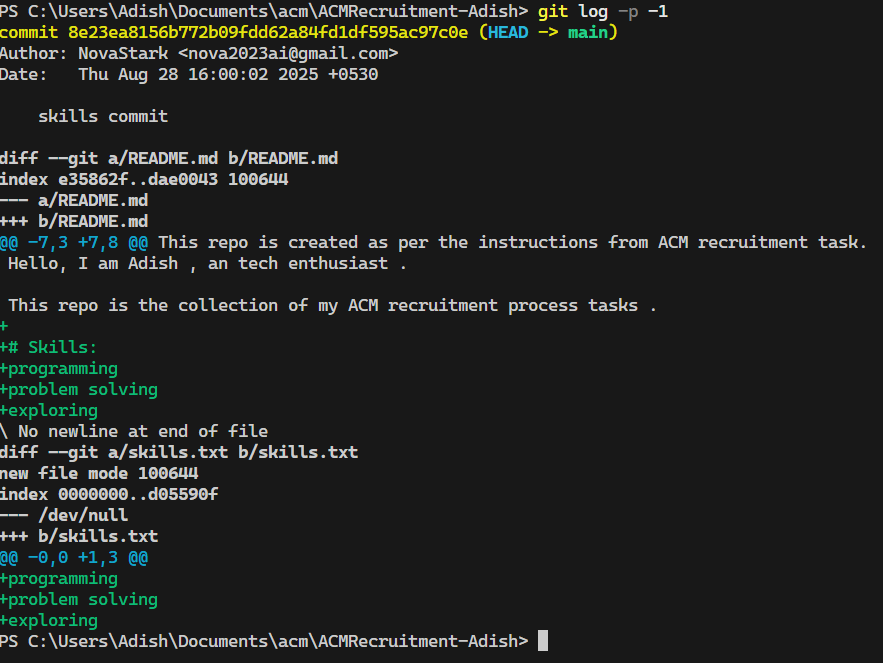 PS C:\Users\Adish\Documents\acm\ACMRecruitment-Adish> git log -p -1
commit 8e23ea8156b772b09fdd62a84fd1df595ac97c0e (HEAD -> main)
Author: NovaStark <nova2023ai@gmail.com>
Date:   Thu Aug 28 16:00:02 2025 +0530

    skills commit

diff --git a/README.md b/README.md
index e35862f..dae0043 100644
--- a/README.md
+++ b/README.md
@@ -7,3 +7,8 @@ This repo is created as per the instructions from ACM recruitment task.
 Hello, I am Adish , an tech enthusiast .

 This repo is the collection of my ACM recruitment process tasks .
+
+# Skills:
+programming
+problem solving
+exploring
\ No newline at end of file
diff --git a/skills.txt b/skills.txt
new file mode 100644
index 0000000..d05590f
--- /dev/null
+++ b/skills.txt
@@ -0,0 +1,3 @@
+programming
+problem solving
+exploring
PS C:\Users\Adish\Documents\acm\ACMRecruitment-Adish>